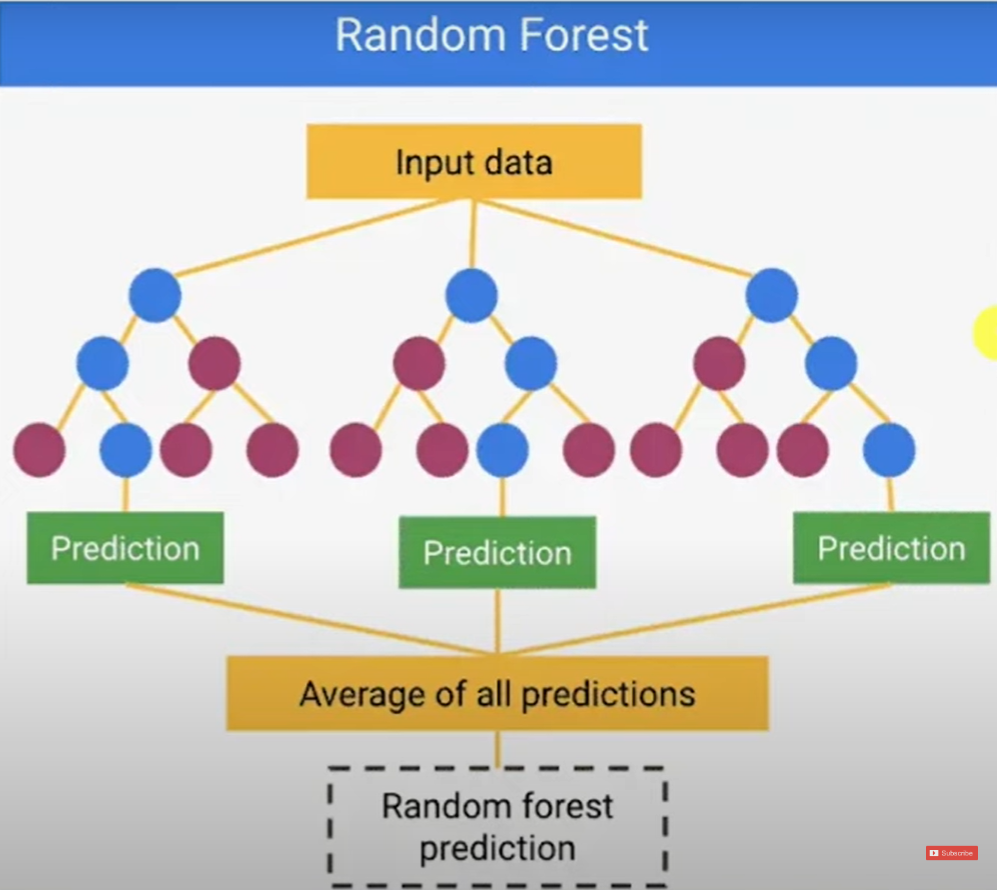 Random Forest
Input data
Prediction
Prediction
Prediction
Average of all predictions
Random forest
prediction
Subscribe